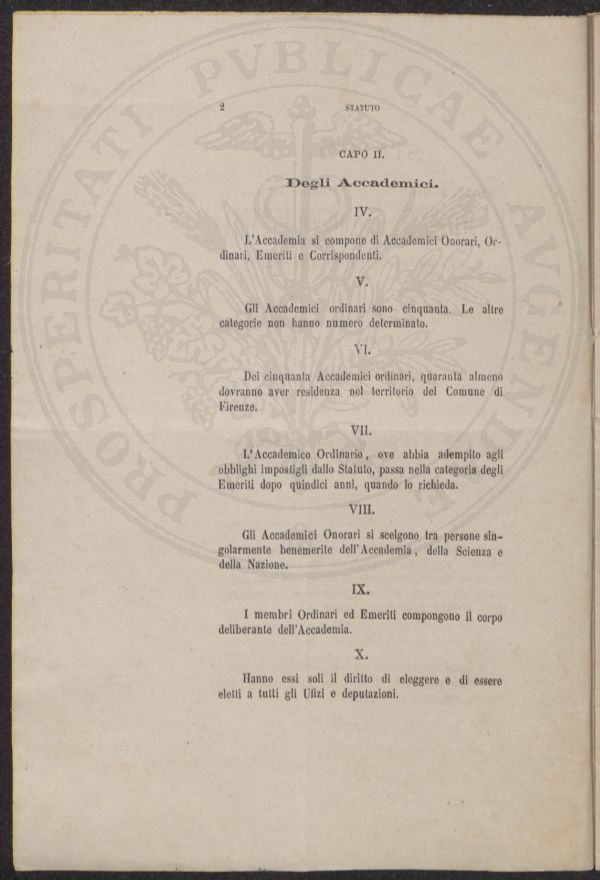 PROSPERITATI PVBLICAE AVGENDAE
2 STATUTO
CAPO II.
Degli Accademici.
IV.
L'Accademia si compone di Accademici Onorari, Or-
dinari, Emeriti e Corrispondenti.
V.
Gli Accademici ordinari sono cinquanta. Le altre
categorie non hanno numero determinato.
VI.
Dei cinquanta Accademici ordinari, quaranta almeno
dovranno aver residenza nel territorio del Comune di
Firenze.
VII.
L'Accademico Ordinario, ove abbia adempito agli
obblighi impostigli dallo Statuto, passa nella categoria degli
Emeriti dopo quindici anni, quando lo richieda.
VIII.
Gli Accademici Onorari si scelgono tra persone sin-
golarmente benemerite dell'Accademia, della Scienza e
della Nazione.
IX.
I membri Ordinari ed Emeriti compongono il corpo
deliberante dell'Accademia.
X.
Hanno essi soli il diritto di eleggere e di essere
eletti a tutti gli Ufizi e deputazioni.